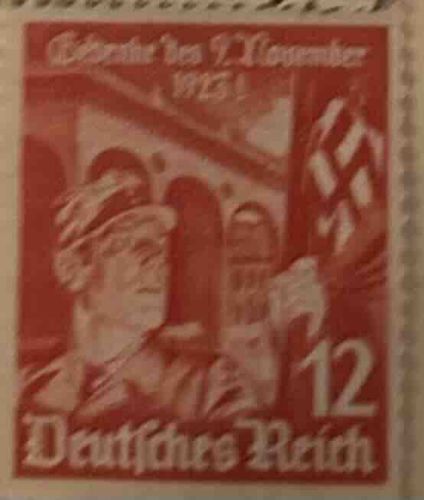 Gedenke des 9. November
1923!
12
Deutsches Reich